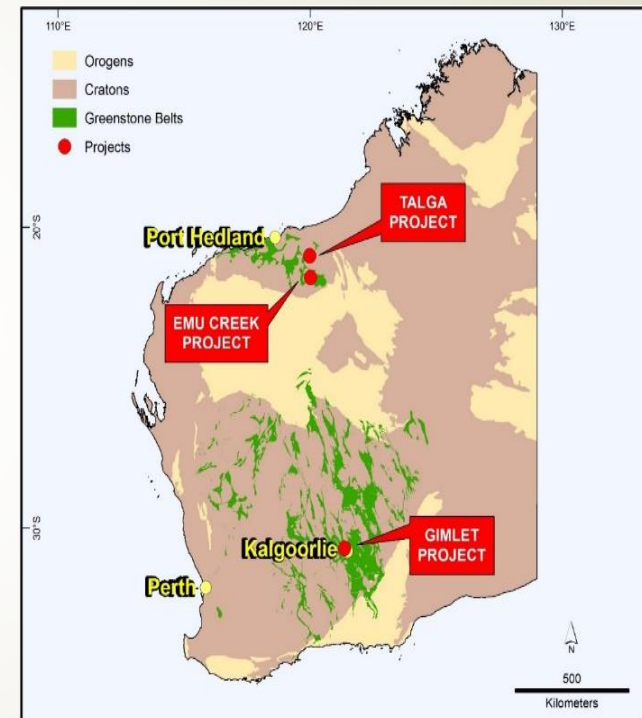 110°E
120°E
130°E
Orogens
Cratons
Greenstone Belts
Projects
TALGA
PROJECT
20°S
Port Hedland
EMU CREEK
PROJECT
30°S
Kalgoorlie
GIMLET
PROJECT
Perth
N
500
Kilometers